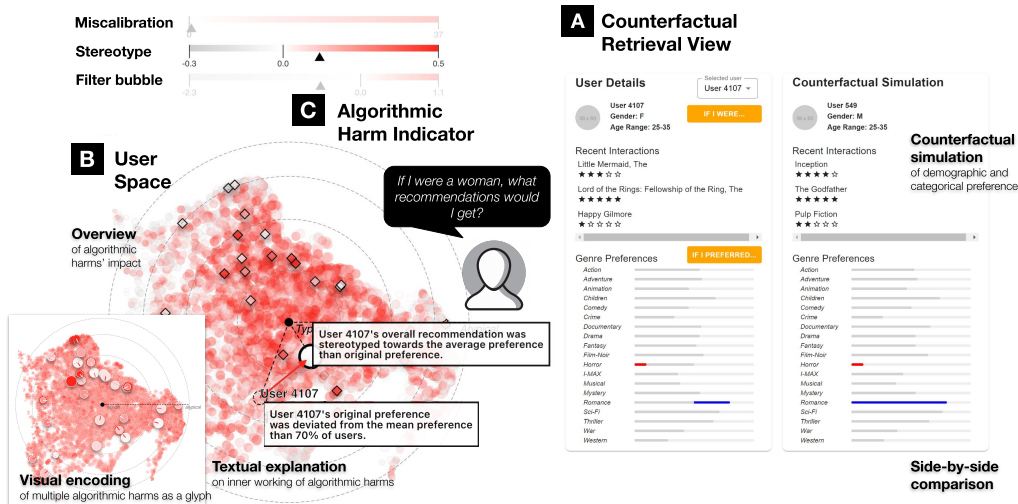 Miscalibration
0
37
Stereotype
-0.3
0.0
0.5
Filter bubble
-2.3
0.0
1.1
C Algorithmic
Harm Indicator
B User
Space
Overview
of algorithmic
harms' impact
If I were a woman, what
recommendations would
I get?
User 4107's overall recommendation was
stereotyped towards the average preference
than original preference.
User 4107
User 4107's original preference
was deviated from the mean preference
than 70% of users.
Textual explanation
on inner working of algorithmic harms
Visual encoding
of multiple algorithmic harms as a glyph
A Counterfactual
Retrieval View
User Details
Selected user
User 4107
User 4107
Gender: F
Age Range: 25-35
IF I WERE...
Recent Interactions
Little Mermaid, The
★★★☆☆
Lord of the Rings: Fellowship of the Ring, The
★★★★★
Happy Gilmore
★☆☆☆☆
IF I PREFERRED...
Genre Preferences
Action
Adventure
Animation
Children
Comedy
Crime
Documentary
Drama
Fantasy
Film-Noir
Horror
I-MAX
Musical
Mystery
Romance
Sci-Fi
Thriller
War
Western
Counterfactual Simulation
User 549
Gender: M
Age Range: 25-35
Recent Interactions
Inception
★★★★☆
The Godfather
★★★★★
Pulp Fiction
★☆☆☆☆
Genre Preferences
Action
Adventure
Animation
Children
Comedy
Crime
Documentary
Drama
Fantasy
Film-Noir
Horror
I-MAX
Musical
Mystery
Romance
Sci-Fi
Thriller
War
Western
Counterfactual
simulation
of demographic and
categorical preference
Side-by-side
comparison